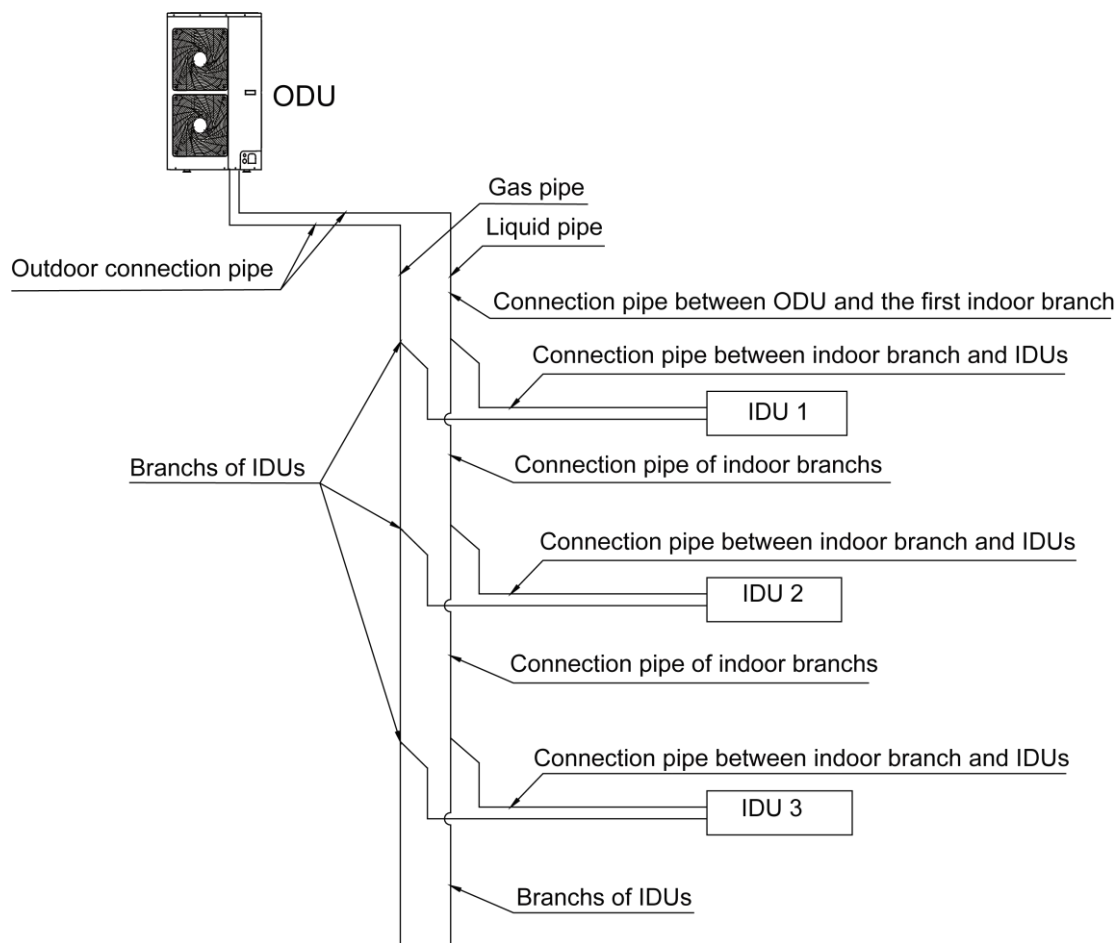 ODU
Gas pipe
Liquid pipe
Outdoor connection pipe
Connection pipe between ODU and the first indoor branch
Connection pipe between indoor branch and IDUs
IDU 1
Branchs of IDUs
Connection pipe of indoor branchs
Connection pipe between indoor branch and IDUs
IDU 2
Connection pipe of indoor branchs
Connection pipe between indoor branch and IDUs
IDU 3
Branchs of IDUs